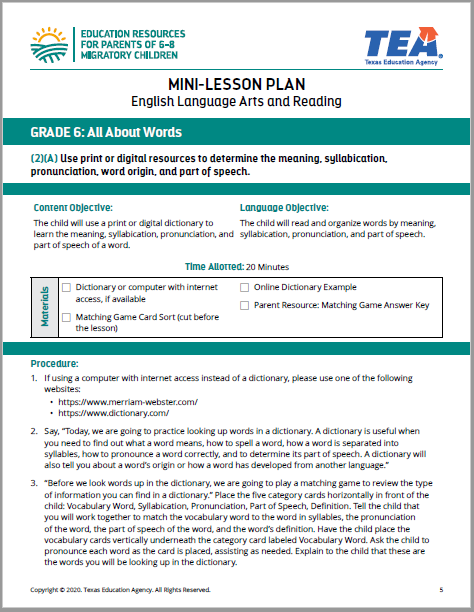 EDUCATION RESOURCES
FOR PARENTS OF 6-8
MIGRATORY CHILDREN
TEA
Texas Education Agency
MINI-LESSON PLAN
English Language Arts and Reading
GRADE 6: All About Words
(2)(A) Use print or digital resources to determine the meaning, syllabication,
pronunciation, word origin, and part of speech.
Content Objective:
The child will use a print or digital dictionary to
learn the meaning, syllabication, pronunciation, and
part of speech of a word.
Language Objective:
The child will read and organize words by meaning,
syllabication, pronunciation, and part of speech.
Time Allotted: 20 Minutes
Materials
Dictionary or computer with internet
access, if available
Matching Game Card Sort (cut before
the lesson)
Online Dictionary Example
Parent Resource: Matching Game Answer Key
Procedure:
1. If using a computer with internet access instead of a dictionary, please use one of the following
websites:
• https://www.merriam-webster.com/
• https://www.dictionary.com/
2. Say, “Today, we are going to practice looking up words in a dictionary. A dictionary is useful when
you need to find out what a word means, how to spell a word, how a word is separated into
syllables, how to pronounce a word correctly, and to determine its part of speech. A dictionary will
also tell you about a word’s origin or how a word has developed from another language.”
3. “Before we look words up in the dictionary, we are going to play a matching game to review the type
of information you can find in a dictionary.” Place the five category cards horizontally in front of the
child: Vocabulary Word, Syllabication, Pronunciation, Part of Speech, Definition. Tell the child that
you will work together to match the vocabulary word to the word in syllables, the pronunciation
of the word, the part of speech of the word, and the word’s definition. Have the child place the
vocabulary cards vertically underneath the category card labeled Vocabulary Word. Ask the child to
pronounce each word as the card is placed, assisting as needed. Explain to the child that these are
the words you will be looking up in the dictionary.
Copyright © 2020. Texas Education Agency. All Rights Reserved.
5